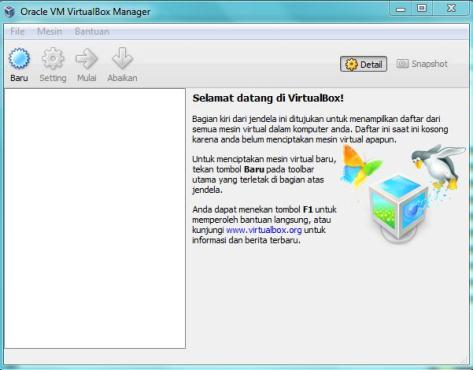 Oracle VM VirtualBox Manager
File Mesin Bantuan
Baru Setting Mulai Abaikan Detail Snapshot
Selamat datang di VirtualBox!
Bagian kiri dari jendela ini ditujukan untuk menampilkan daftar dari
semua mesin virtual dalam komputer anda. Daftar ini saat ini kosong
karena anda belum menciptakan mesin virtual apapun.
Untuk menciptakan mesin virtual baru,
tekan tombol Baru pada toolbar
utama yang terletak di bagian atas
jendela.
Anda dapat menekan tombol F1 untuk
memperoleh bantuan langsung, atau
kunjungi www.virtualbox.org untuk
informasi dan berita terbaru.